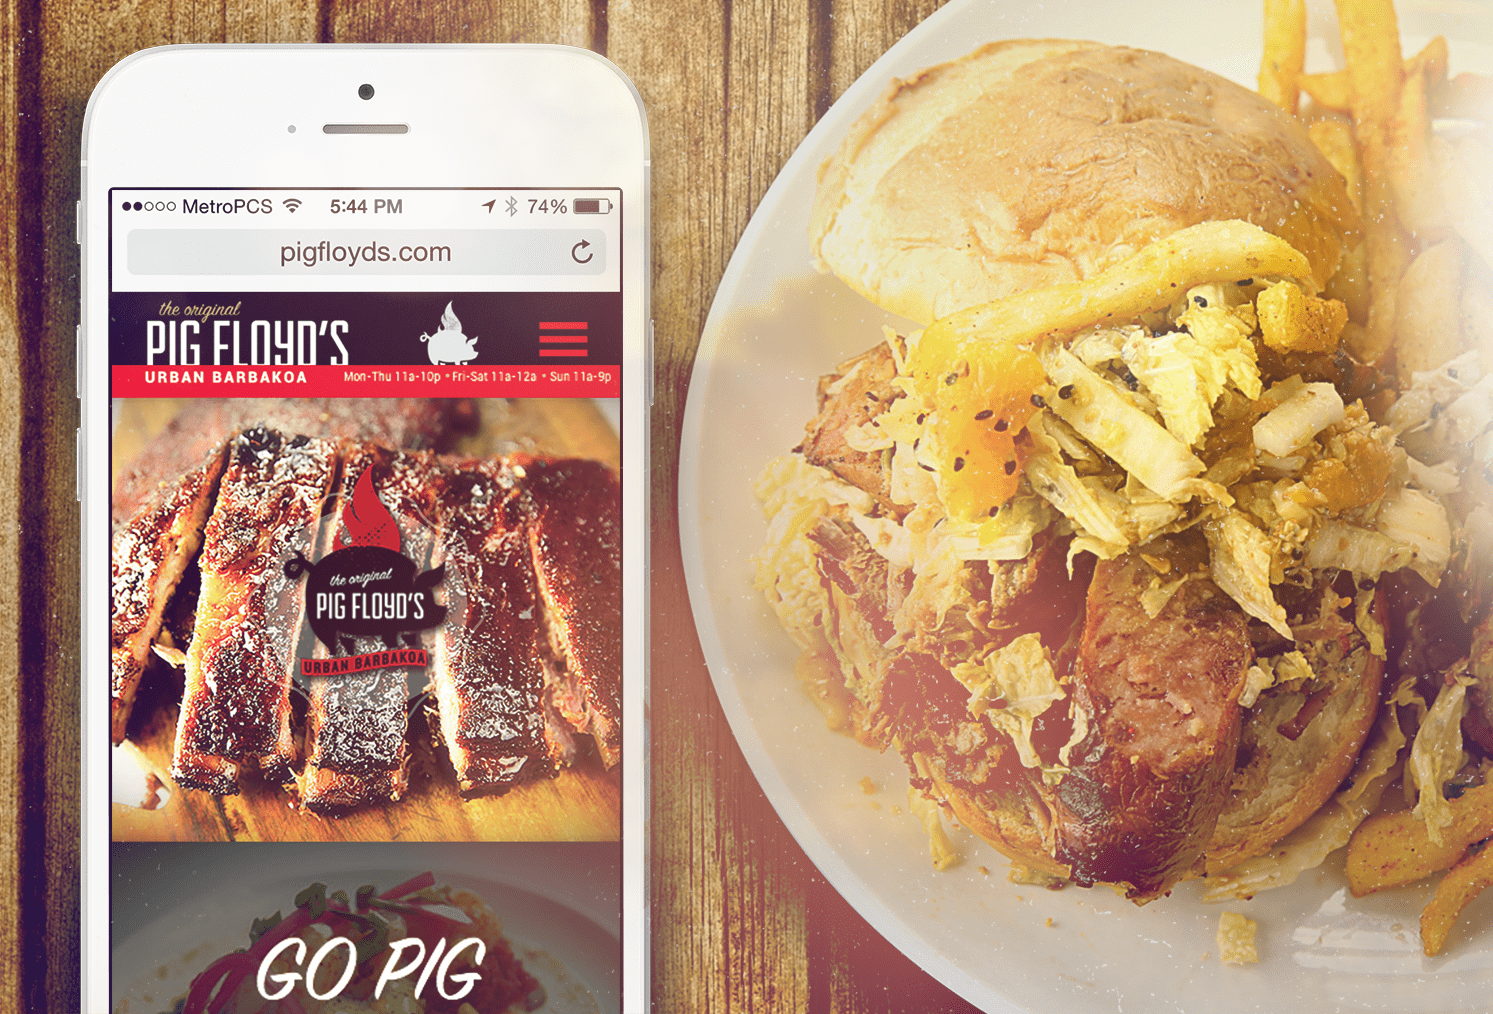 MetroPCS 5:44 PM 74%
pigfloyds.com
the original
PIG FLOYD'S
URBAN BARBAKOA Mon-Thu 11a-10p • Fri-Sat 11a-12a • Sun 11a-9p
the original
PIG FLOYD'S
URBAN BARBAKOA
GO PIG